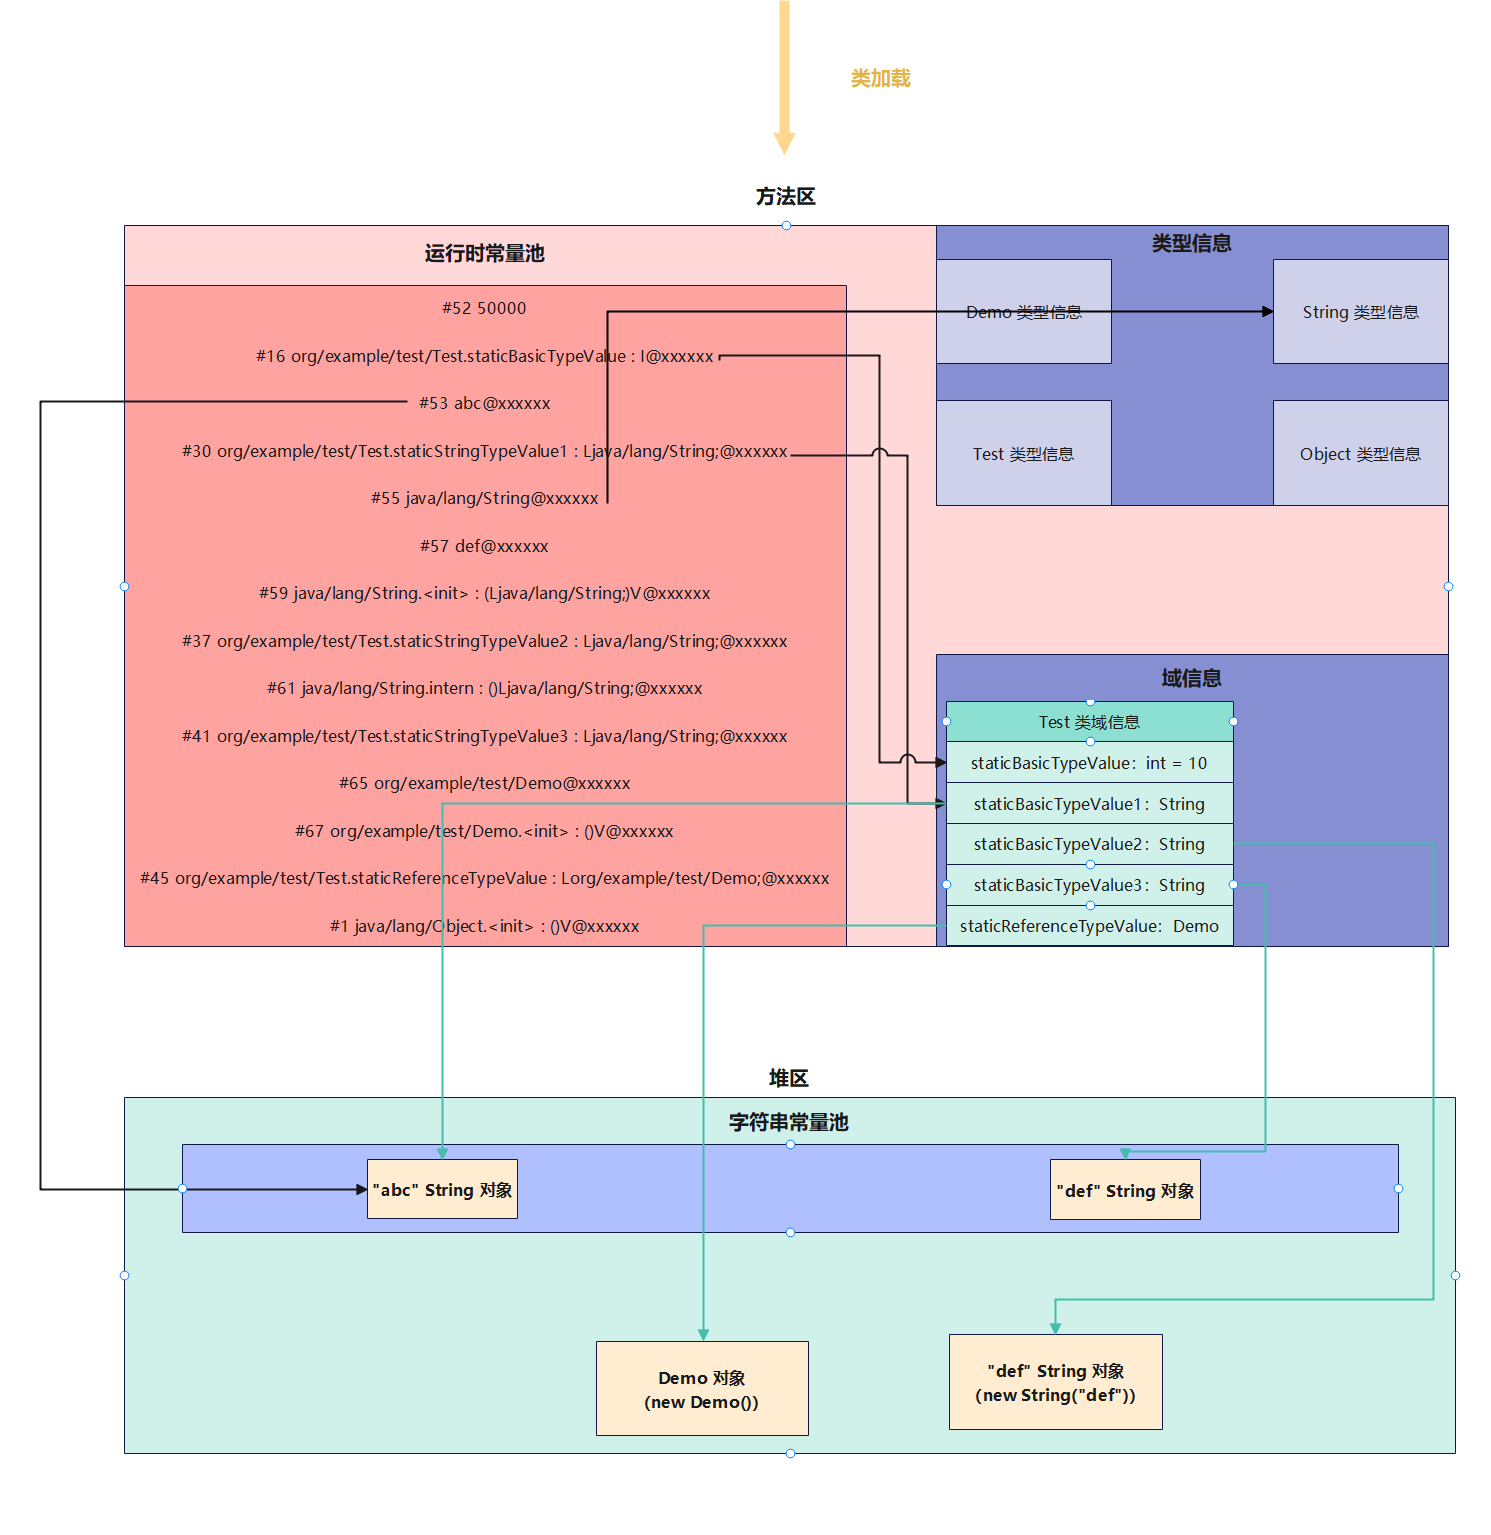 类加载
方法区
运行时常量池
#52 50000
#16 org/example/test/Test.staticBasicTypeValue : I@xxxxxx
#53 abc@xxxxxx
#30 org/example/test/Test.staticStringTypeValue1 : Ljava/lang/String;@xxxxxx
#55 java/lang/String@xxxxxx
#57 def@xxxxxx
#59 java/lang/String.<init> : (Ljava/lang/String;)V@xxxxxx
#37 org/example/test/Test.staticStringTypeValue2 : Ljava/lang/String;@xxxxxx
#61 java/lang/String.intern : ()Ljava/lang/String;@xxxxxx
#41 org/example/test/Test.staticStringTypeValue3 : Ljava/lang/String;@xxxxxx
#65 org/example/test/Demo@xxxxxx
#67 org/example/test/Demo.<init> : ()V@xxxxxx
#45 org/example/test/Test.staticReferenceTypeValue : Lorg/example/test/Demo;@xxxxxx
#1 java/lang/Object.<init> : ()V@xxxxxx
类型信息
Demo 类型信息
String 类型信息
Test 类型信息
Object 类型信息
域信息
Test 类域信息
staticBasicTypeValue：int = 10
staticBasicTypeValue1：String
staticBasicTypeValue2：String
staticBasicTypeValue3：String
staticReferenceTypeValue：Demo
堆区
字符串常量池
"abc" String 对象
"def" String 对象
Demo 对象
（new Demo()）
"def" String 对象
（new String("def")）